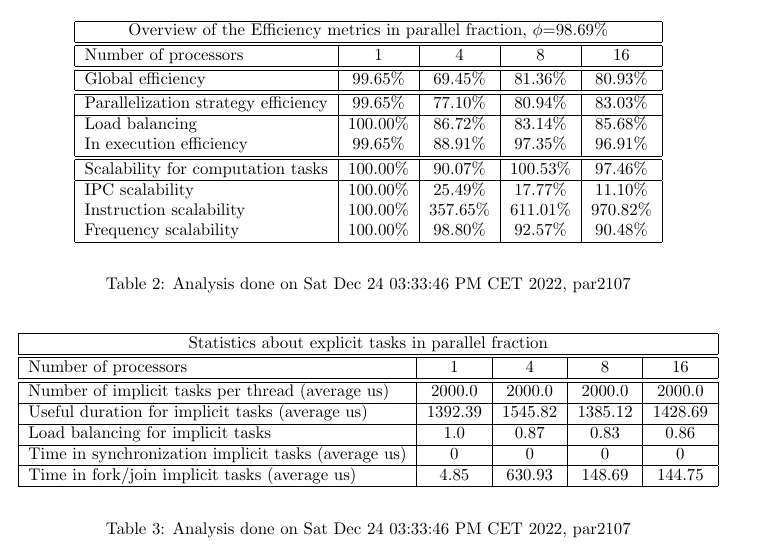 Overview of the Efficiency metrics in parallel fraction, ϕ=98.69%
Number of processors 1 4 8 16
Global efficiency 99.65% 69.45% 81.36% 80.93%
Parallelization strategy efficiency 99.65% 77.10% 80.94% 83.03%
Load balancing 100.00% 86.72% 83.14% 85.68%
In execution efficiency 99.65% 88.91% 97.35% 96.91%
Scalability for computation tasks 100.00% 90.07% 100.53% 97.46%
IPC scalability 100.00% 25.49% 17.77% 11.10%
Instruction scalability 100.00% 357.65% 611.01% 970.82%
Frequency scalability 100.00% 98.80% 92.57% 90.48%
Table 2: Analysis done on Sat Dec 24 03:33:46 PM CET 2022, par2107
Statistics about explicit tasks in parallel fraction
Number of processors 1 4 8 16
Number of implicit tasks per thread (average us) 2000.0 2000.0 2000.0 2000.0
Useful duration for implicit tasks (average us) 1392.39 1545.82 1385.12 1428.69
Load balancing for implicit tasks 1.0 0.87 0.83 0.86
Time in synchronization implicit tasks (average us) 0 0 0 0
Time in fork/join implicit tasks (average us) 4.85 630.93 148.69 144.75
Table 3: Analysis done on Sat Dec 24 03:33:46 PM CET 2022, par2107